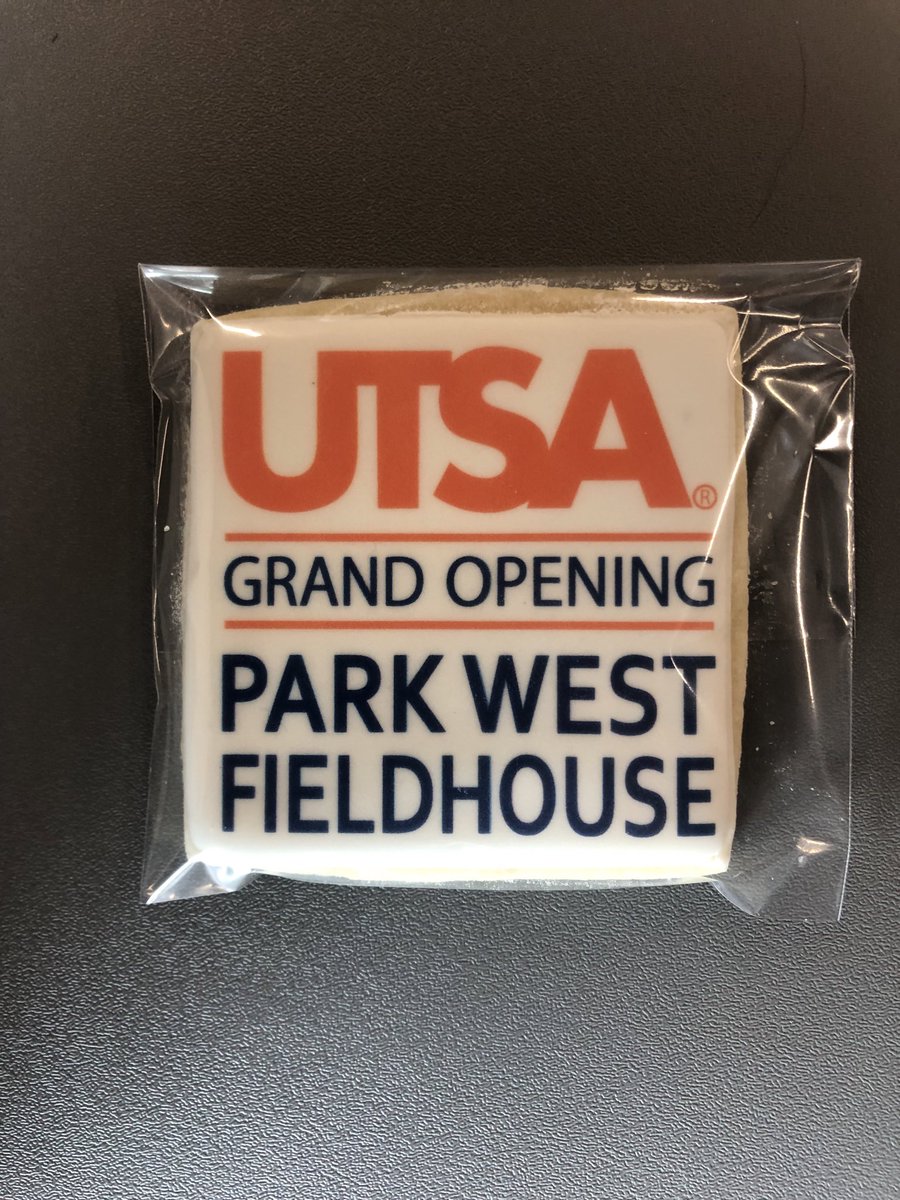 UTSA®
GRAND OPENING
PARK WEST
FIELDHOUSE